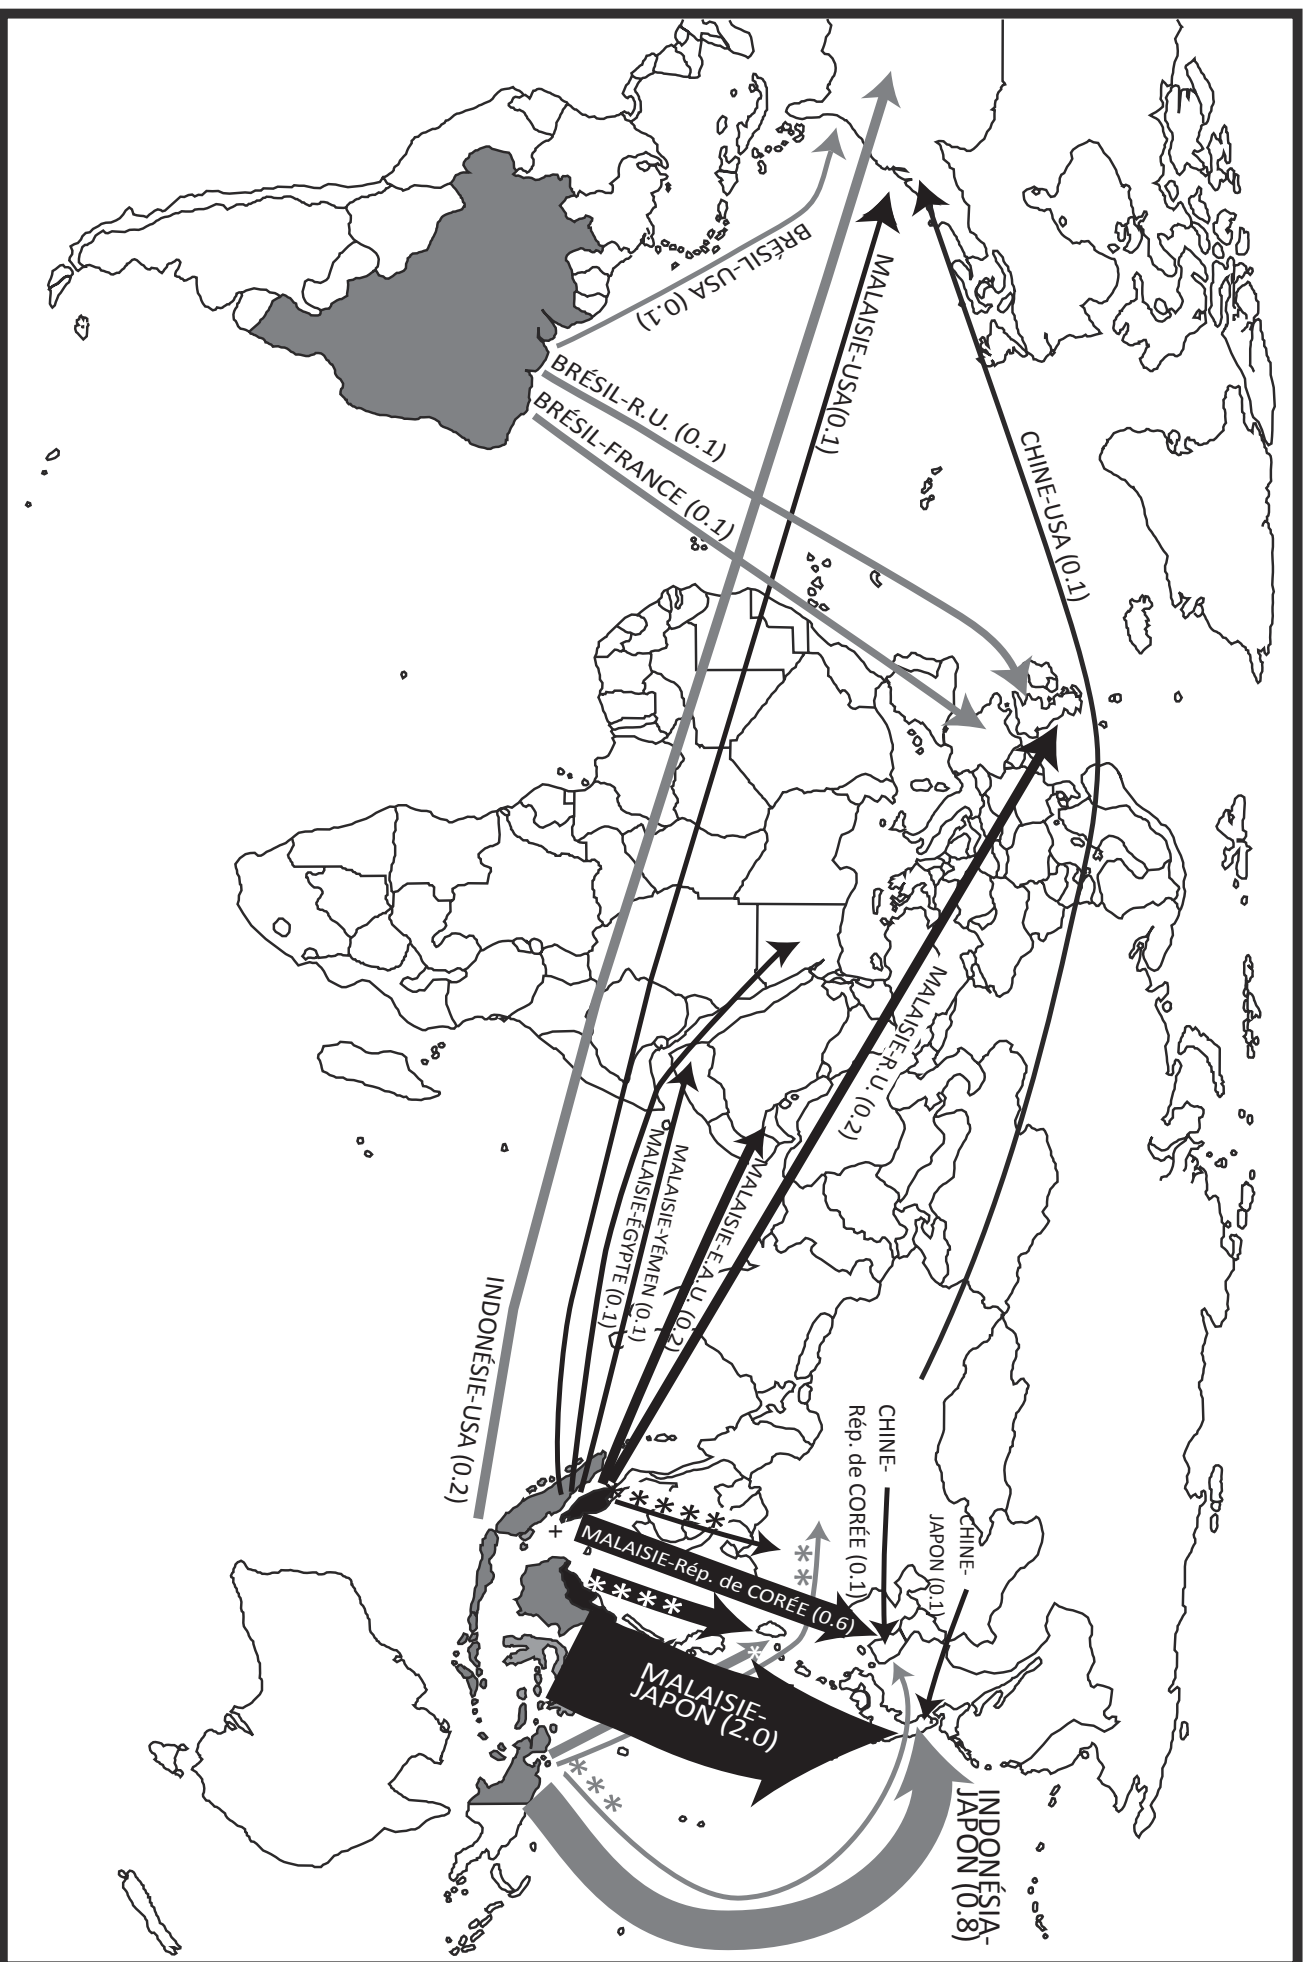 BRÉSIL-USA (0.1)
BRÉSIL-R.U. (0.1)
BRÉSIL-FRANCE (0.1)
MALAISIE-USA(0.1)
CHINE-USA (0.1)
MALAISIE-R.U. (0.2)
MALAISIE-E.A.U. (0.2)
MALAISIE-YÉMEN (0.1)
MALAISIE-ÉGYPTE (0.1)
INDONÉSIE-USA (0.2)
CHINE-
Rép. de CORÉE (0.1)
CHINE-
JAPON (0.1)
****
MALAISIE-Rép. de CORÉE (0.6)
**
****
*
MALAISIE-
JAPON (2.0)
***
INDONÉSIA-
JAPON (0.8)
+